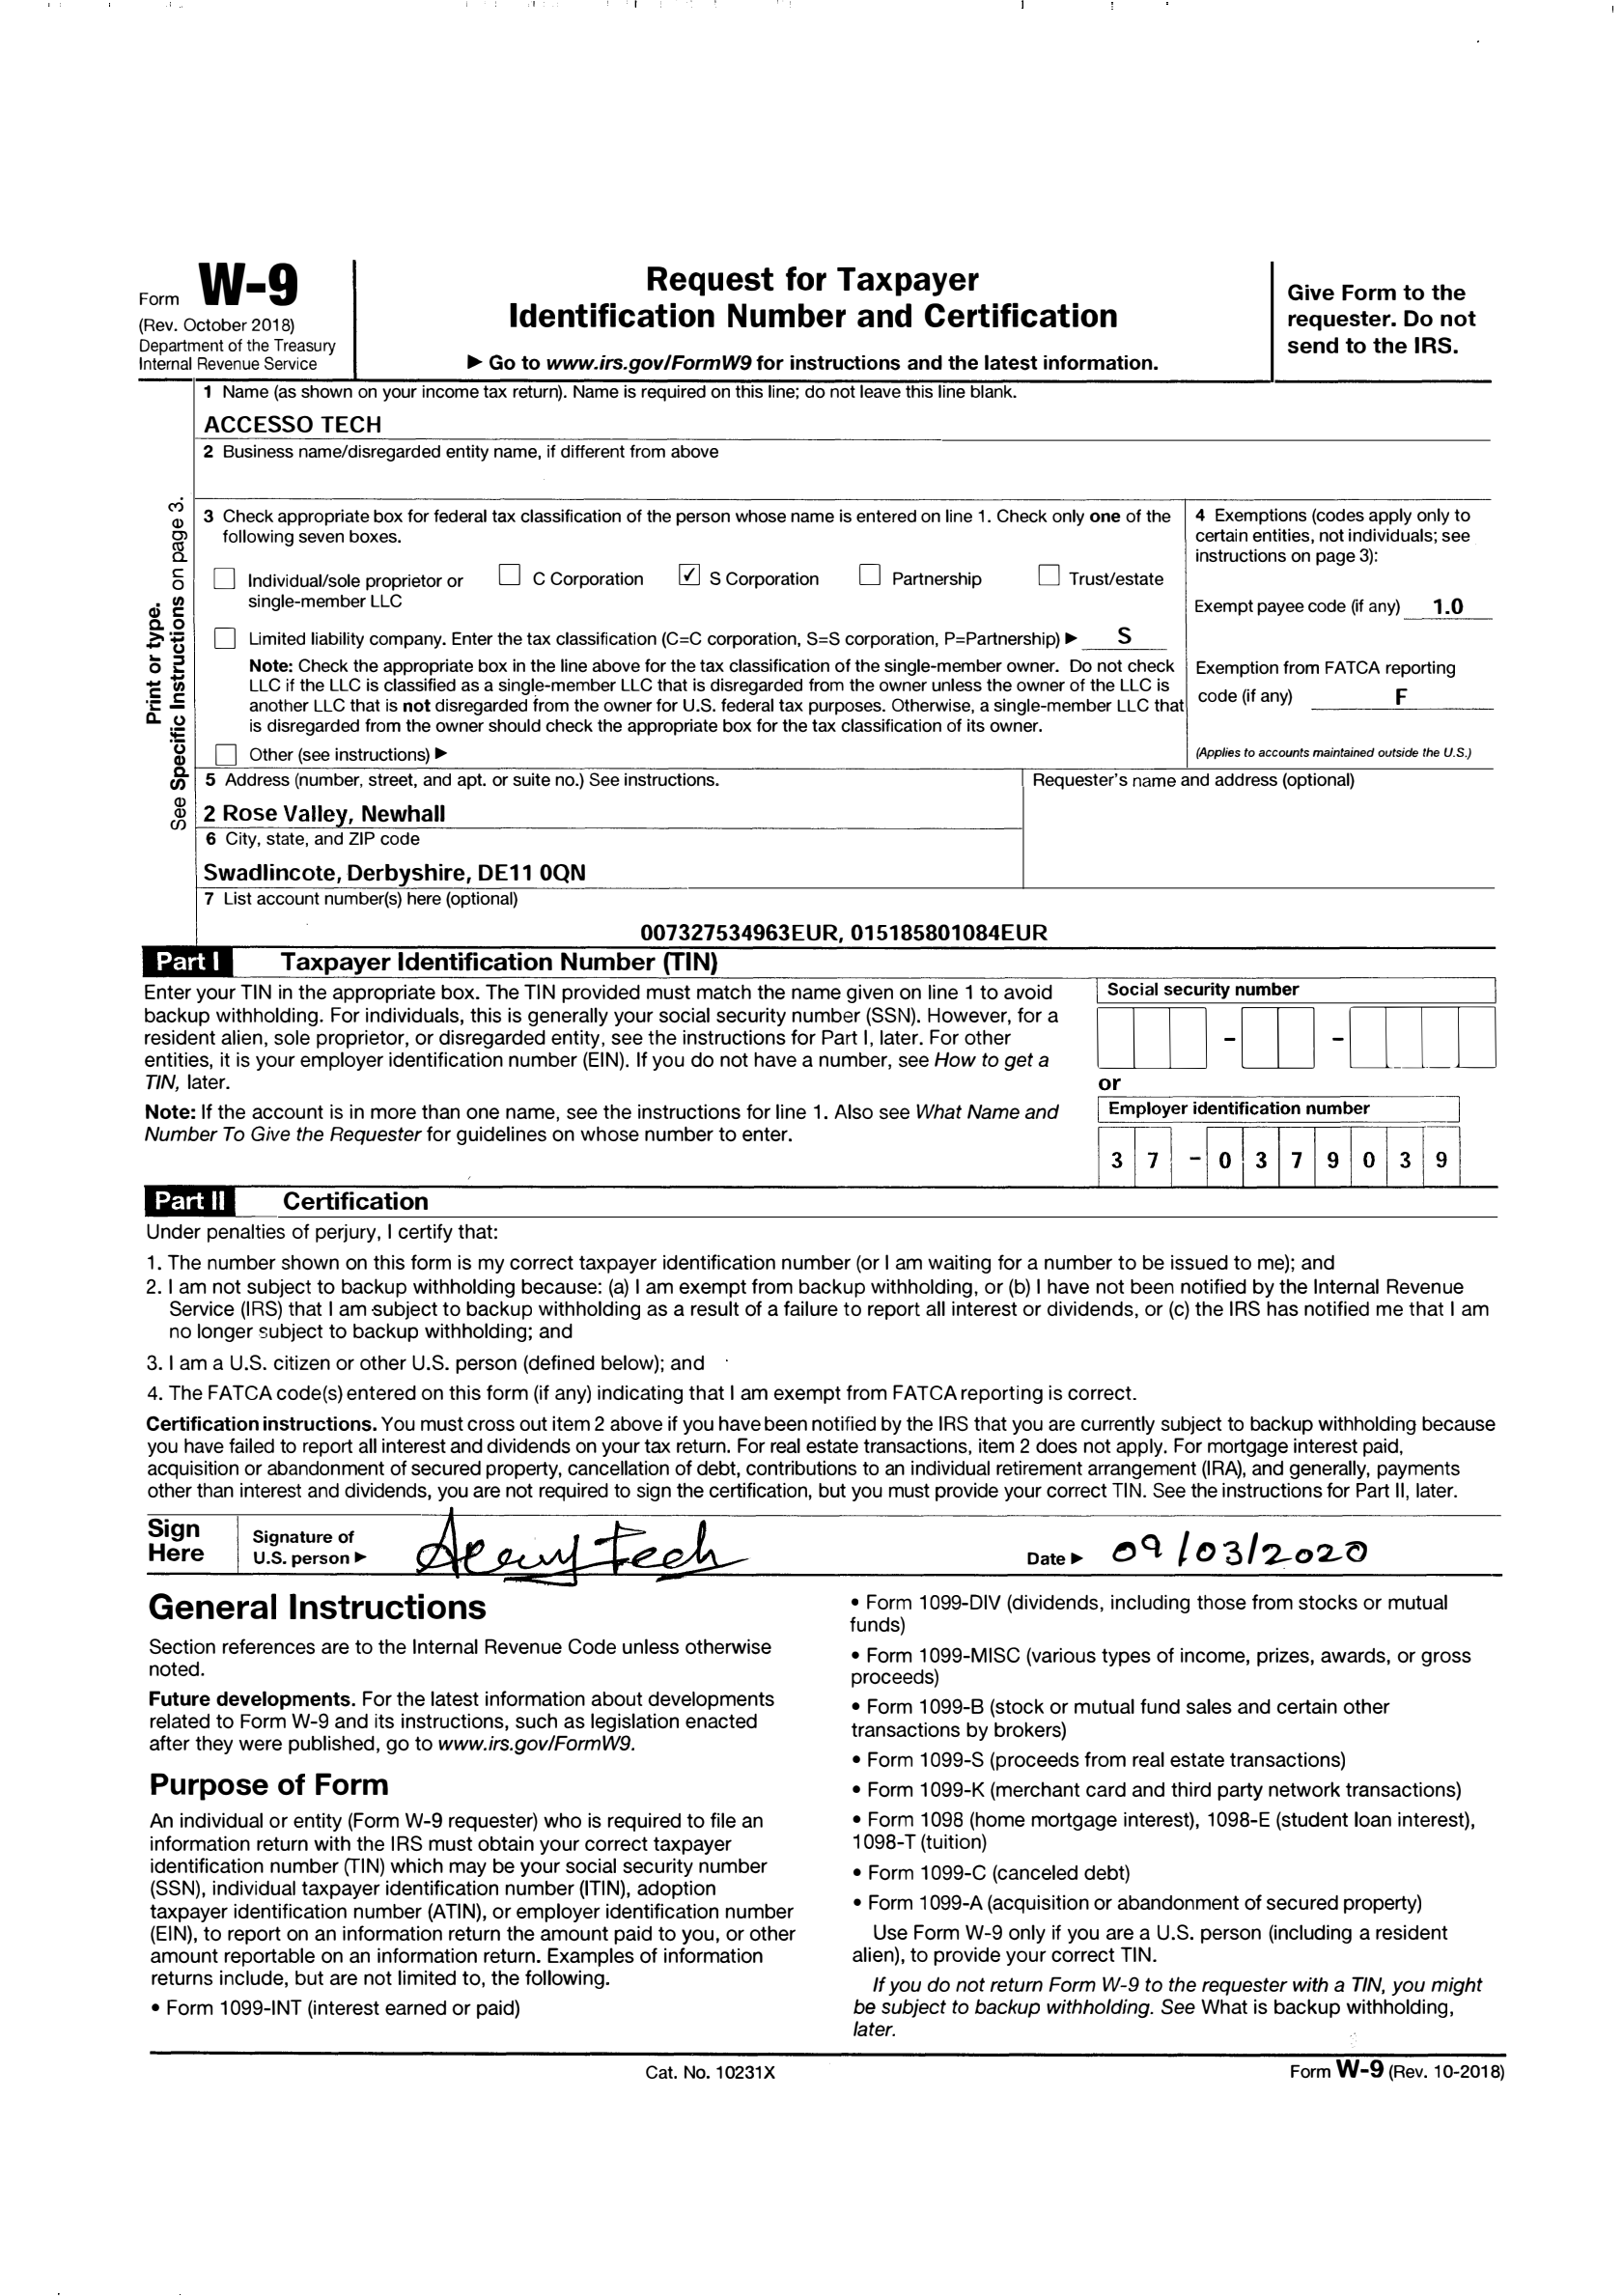 Form W-9
(Rev. October 2018)
Department of the Treasury
Internal Revenue Service
Request for Taxpayer
Identification Number and Certification
▶ Go to www.irs.gov/FormW9 for instructions and the latest information.
Give Form to the
requester. Do not
send to the IRS.
Print or type.
See Specific Instructions on page 3.
1 Name (as shown on your income tax return). Name is required on this line; do not leave this line blank.
ACCESSO TECH
2 Business name/disregarded entity name, if different from above
3 Check appropriate box for federal tax classification of the person whose name is entered on line 1. Check only one of the
following seven boxes.
☐ Individual/sole proprietor or ☐ C Corporation ☑ S Corporation ☐ Partnership ☐ Trust/estate
single-member LLC
☐ Limited liability company. Enter the tax classification (C=C corporation, S=S corporation, P=Partnership) ▶ S
Note: Check the appropriate box in the line above for the tax classification of the single-member owner. Do not check
LLC if the LLC is classified as a single-member LLC that is disregarded from the owner unless the owner of the LLC is
another LLC that is not disregarded from the owner for U.S. federal tax purposes. Otherwise, a single-member LLC that
is disregarded from the owner should check the appropriate box for the tax classification of its owner.
☐ Other (see instructions) ▶
4 Exemptions (codes apply only to
certain entities, not individuals; see
instructions on page 3):
Exempt payee code (if any) 1.0
Exemption from FATCA reporting
code (if any) F
(Applies to accounts maintained outside the U.S.)
5 Address (number, street, and apt. or suite no.) See instructions.
2 Rose Valley, Newhall
6 City, state, and ZIP code
Swadlincote, Derbyshire, DE11 0QN
Requester's name and address (optional)
7 List account number(s) here (optional)
007327534963EUR, 015185801084EUR
Part I Taxpayer Identification Number (TIN)
Enter your TIN in the appropriate box. The TIN provided must match the name given on line 1 to avoid
backup withholding. For individuals, this is generally your social security number (SSN). However, for a
resident alien, sole proprietor, or disregarded entity, see the instructions for Part I, later. For other
entities, it is your employer identification number (EIN). If you do not have a number, see How to get a
TIN, later.
Note: If the account is in more than one name, see the instructions for line 1. Also see What Name and
Number To Give the Requester for guidelines on whose number to enter.
Social security number
– –
or
Employer identification number
3 7 – 0 3 7 9 0 3 9
Part II Certification
Under penalties of perjury, I certify that:
1. The number shown on this form is my correct taxpayer identification number (or I am waiting for a number to be issued to me); and
2. I am not subject to backup withholding because: (a) I am exempt from backup withholding, or (b) I have not been notified by the Internal Revenue
Service (IRS) that I am subject to backup withholding as a result of a failure to report all interest or dividends, or (c) the IRS has notified me that I am
no longer subject to backup withholding; and
3. I am a U.S. citizen or other U.S. person (defined below); and
4. The FATCA code(s) entered on this form (if any) indicating that I am exempt from FATCA reporting is correct.
Certification instructions. You must cross out item 2 above if you have been notified by the IRS that you are currently subject to backup withholding because
you have failed to report all interest and dividends on your tax return. For real estate transactions, item 2 does not apply. For mortgage interest paid,
acquisition or abandonment of secured property, cancellation of debt, contributions to an individual retirement arrangement (IRA), and generally, payments
other than interest and dividends, you are not required to sign the certification, but you must provide your correct TIN. See the instructions for Part II, later.
Sign
Here
Signature of
U.S. person ▶
Tech
Date ▶ 09/03/2020
General Instructions
Section references are to the Internal Revenue Code unless otherwise
noted.
Future developments. For the latest information about developments
related to Form W-9 and its instructions, such as legislation enacted
after they were published, go to www.irs.gov/FormW9.
Purpose of Form
An individual or entity (Form W-9 requester) who is required to file an
information return with the IRS must obtain your correct taxpayer
identification number (TIN) which may be your social security number
(SSN), individual taxpayer identification number (ITIN), adoption
taxpayer identification number (ATIN), or employer identification number
(EIN), to report on an information return the amount paid to you, or other
amount reportable on an information return. Examples of information
returns include, but are not limited to, the following.
• Form 1099-INT (interest earned or paid)
• Form 1099-DIV (dividends, including those from stocks or mutual
funds)
• Form 1099-MISC (various types of income, prizes, awards, or gross
proceeds)
• Form 1099-B (stock or mutual fund sales and certain other
transactions by brokers)
• Form 1099-S (proceeds from real estate transactions)
• Form 1099-K (merchant card and third party network transactions)
• Form 1098 (home mortgage interest), 1098-E (student loan interest),
1098-T (tuition)
• Form 1099-C (canceled debt)
• Form 1099-A (acquisition or abandonment of secured property)
Use Form W-9 only if you are a U.S. person (including a resident
alien), to provide your correct TIN.
If you do not return Form W-9 to the requester with a TIN, you might
be subject to backup withholding. See What is backup withholding,
later.
Cat. No. 10231X
Form W-9 (Rev. 10-2018)